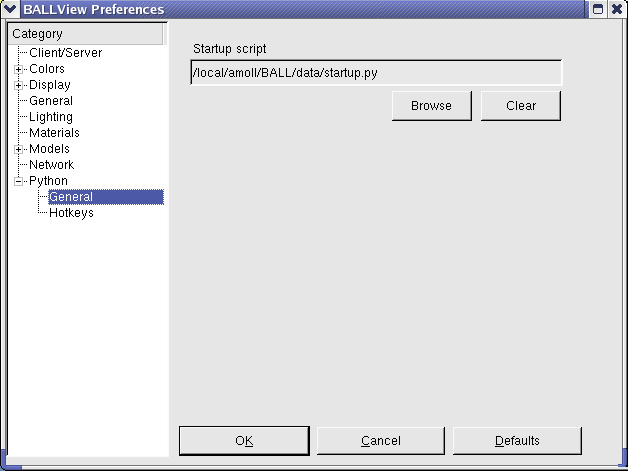 BALLView Preferences
Category
Client/Server
Colors
Display
General
Lighting
Materials
Models
Network
Python
General
Hotkeys
Startup script
/local/amoll/BALL/data/startup.py
Browse
Clear
OK
Cancel
Defaults